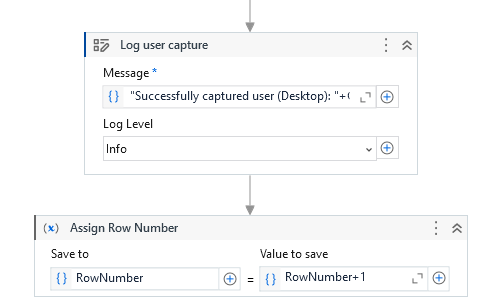 Log user capture
Message *
{} "Successfully captured user (Desktop): "+
Log Level
Info
(x) Assign Row Number
Save to
Value to save
{} RowNumber = {} RowNumber+1